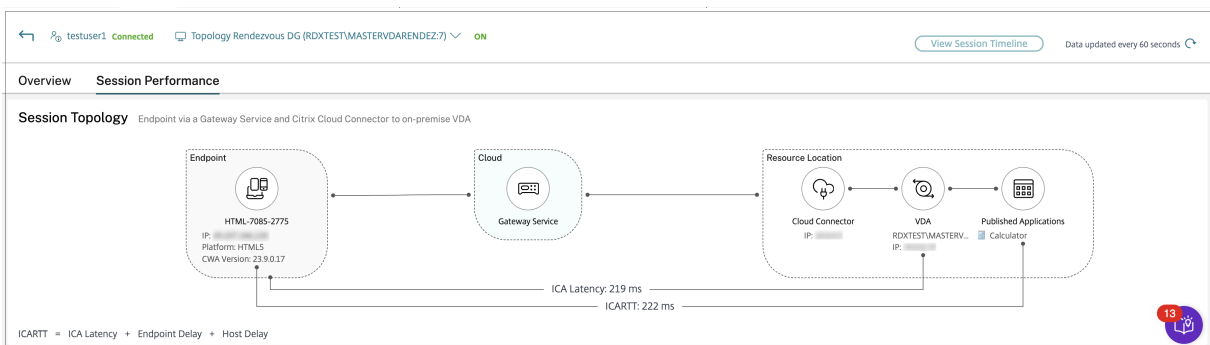 testuser1 Connected Topology Rendezvous DG (RDXTEST\MASTERVDARENDEZ:7) ON
View Session Timeline Data updated every 60 seconds
Overview Session Performance
Session Topology Endpoint via a Gateway Service and Citrix Cloud Connector to on-premise VDA
Endpoint Cloud Resource Location
HTML-7085-2775 Gateway Service Cloud Connector VDA Published Applications
IP: IP: RDXTEST\MASTERV... Calculator
Platform: HTML5 IP:
CWA Version: 23.9.0.17
ICA Latency: 219 ms
ICARTT: 222 ms
13
ICARTT = ICA Latency + Endpoint Delay + Host Delay